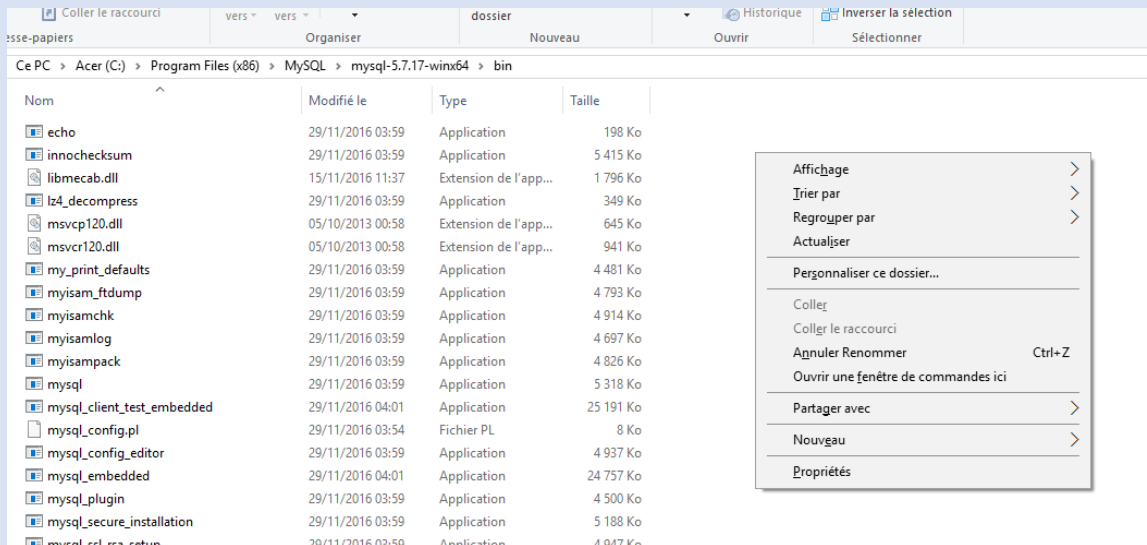 Coller le raccourci vers vers dossier Historique Inverser la sélection
esse-papiers Organiser Nouveau Ouvrir Sélectionner
Ce PC > Acer (C:) > Program Files (x86) > MySQL > mysql-5.7.17-winx64 > bin
Nom Modifié le Type Taille
echo 29/11/2016 03:59 Application 198 Ko
innochecksum 29/11/2016 03:59 Application 5 415 Ko
libmecab.dll 15/11/2016 11:37 Extension de l'app... 1 796 Ko
lz4_decompress 29/11/2016 03:59 Application 349 Ko
msvcp120.dll 05/10/2013 00:58 Extension de l'app... 645 Ko
msvcr120.dll 05/10/2013 00:58 Extension de l'app... 941 Ko
my_print_defaults 29/11/2016 03:59 Application 4 481 Ko
myisam_ftdump 29/11/2016 03:59 Application 4 793 Ko
myisamchk 29/11/2016 03:59 Application 4 914 Ko
myisamlog 29/11/2016 03:59 Application 4 697 Ko
myisampack 29/11/2016 03:59 Application 4 826 Ko
mysql 29/11/2016 03:59 Application 5 318 Ko
mysql_client_test_embedded 29/11/2016 04:01 Application 25 191 Ko
mysql_config.pl 29/11/2016 03:54 Fichier PL 8 Ko
mysql_config_editor 29/11/2016 03:59 Application 4 937 Ko
mysql_embedded 29/11/2016 04:01 Application 24 757 Ko
mysql_plugin 29/11/2016 03:59 Application 4 500 Ko
mysql_secure_installation 29/11/2016 03:59 Application 5 188 Ko
mysql_ssl_rsa_setup 29/11/2016 03:59 Application 4 947 Ko
Affichage
Trier par
Regrouper par
Actualiser
Personnaliser ce dossier...
Coller
Coller le raccourci
Annuler Renommer Ctrl+Z
Ouvrir une fenêtre de commandes ici
Partager avec
Nouveau
Propriétés